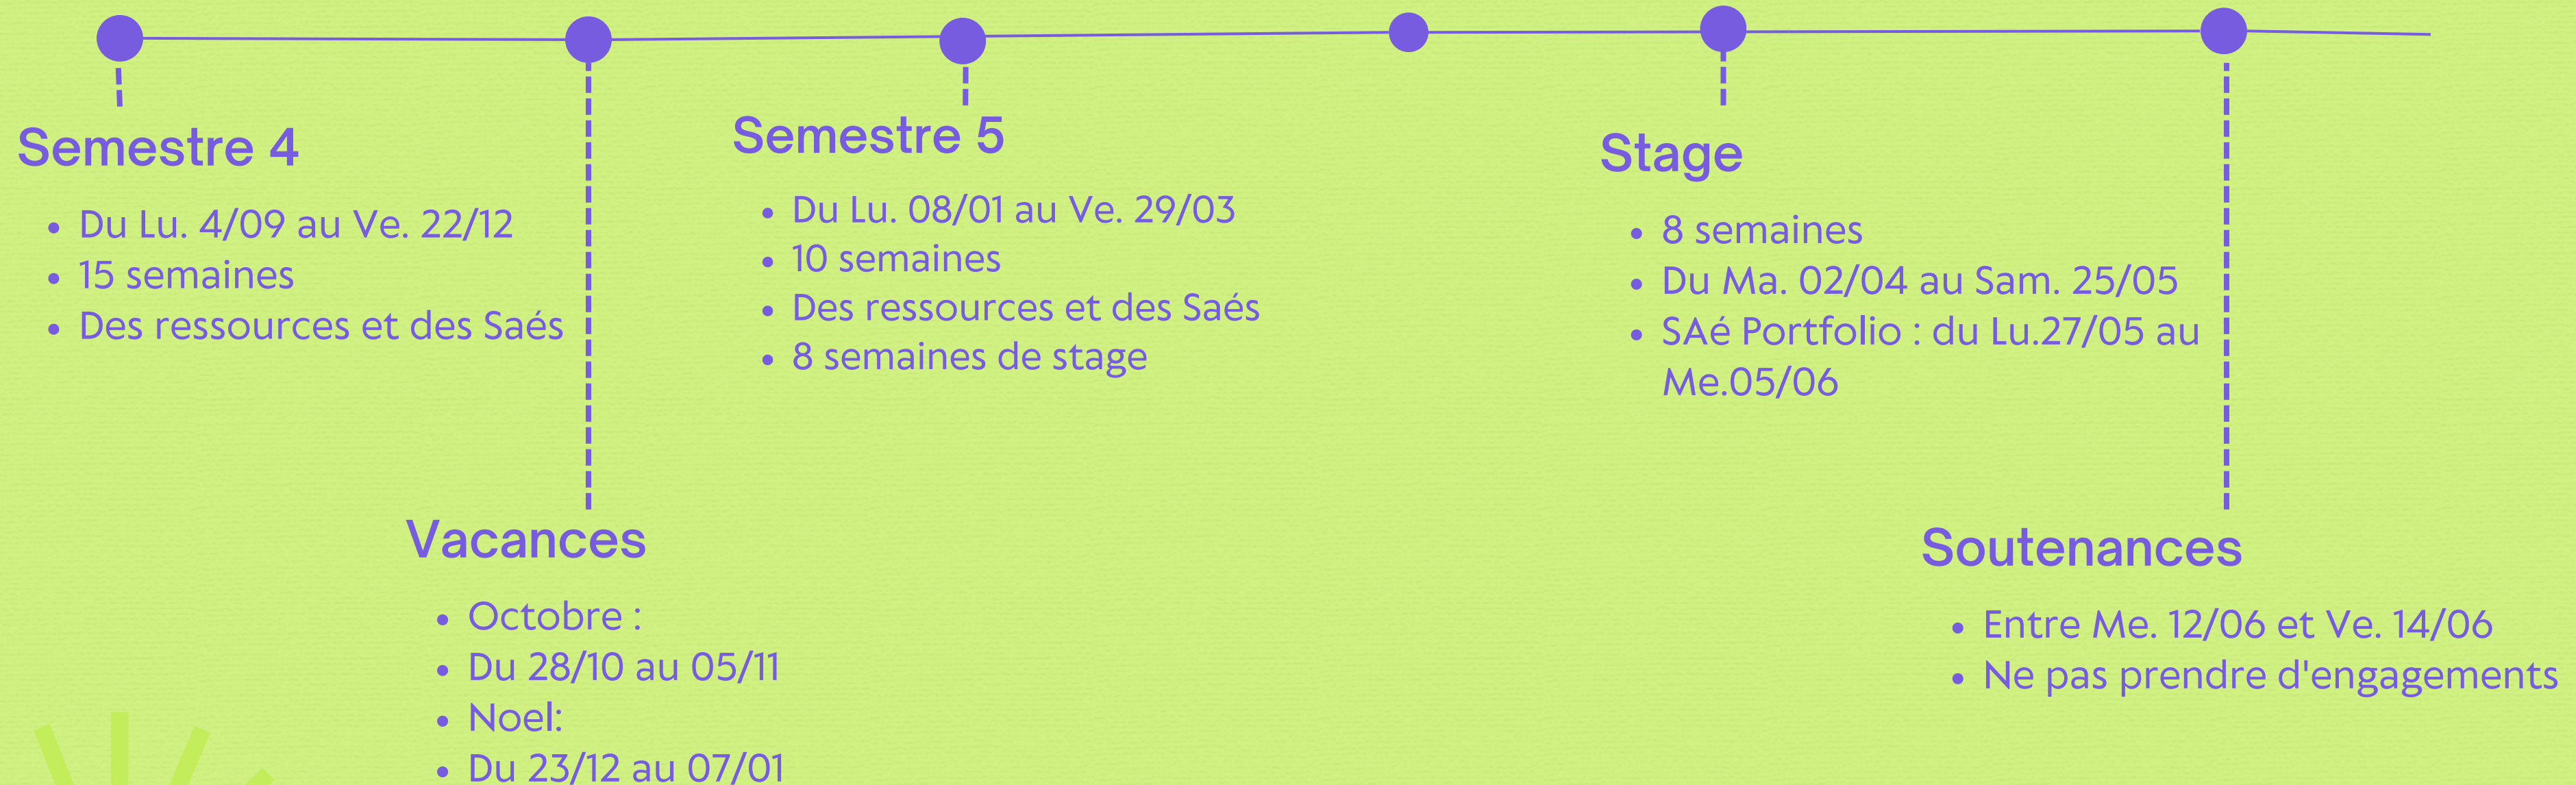 Semestre 4
• Du Lu. 4/09 au Ve. 22/12
• 15 semaines
• Des ressources et des Saés
Vacances
• Octobre :
• Du 28/10 au 05/11
• Noel:
• Du 23/12 au 07/01
Semestre 5
• Du Lu. 08/01 au Ve. 29/03
• 10 semaines
• Des ressources et des Saés
• 8 semaines de stage
Stage
• 8 semaines
• Du Ma. 02/04 au Sam. 25/05
• SAé Portfolio : du Lu.27/05 au
Me.05/06
Soutenances
• Entre Me. 12/06 et Ve. 14/06
• Ne pas prendre d'engagements